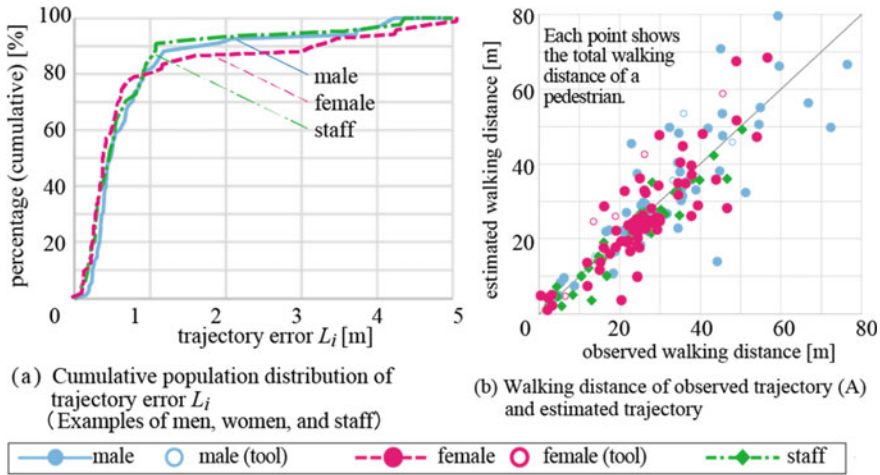 100
80
60
40
20
0
1
2
3
4
5
percentage (cumulative) [%]
trajectory error Lᵢ [m]
male
female
staff
(a) Cumulative population distribution of
trajectory error Lᵢ
(Examples of men, women, and staff)
80
60
40
20
0
20
40
60
80
estimated walking distance [m]
observed walking distance [m]
Each point shows
the total walking
distance of a
pedestrian.
(b) Walking distance of observed trajectory (A)
and estimated trajectory
male male (tool) female female (tool) staff